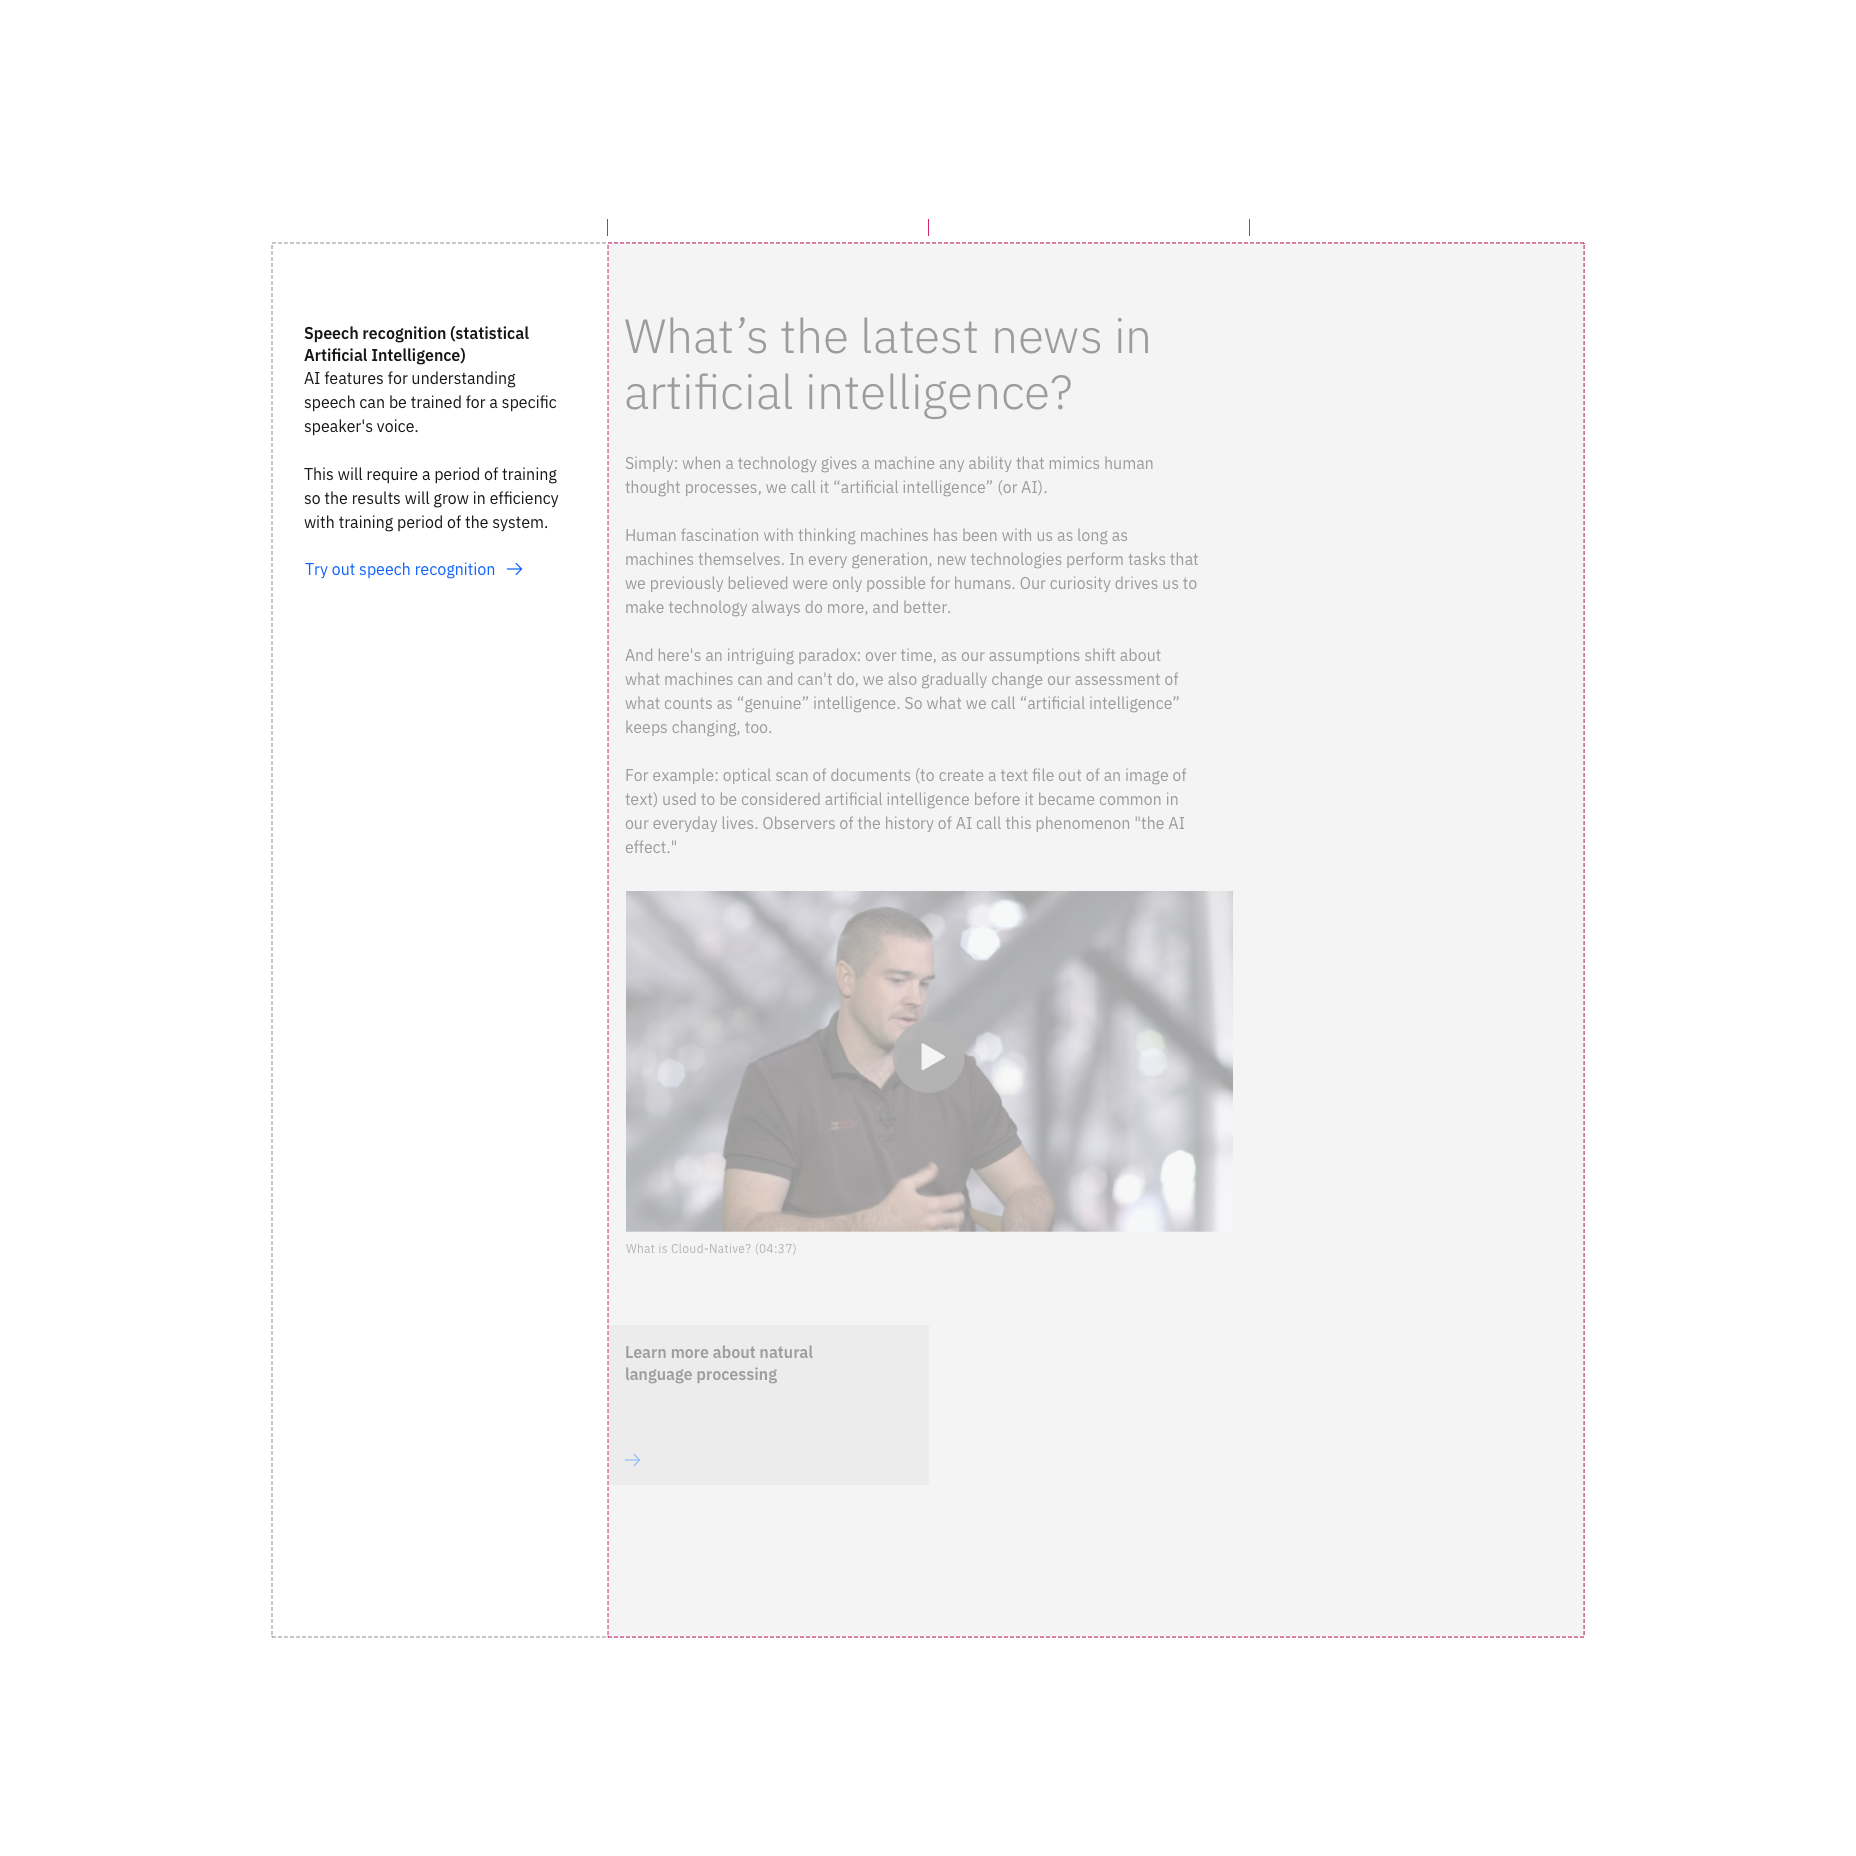 Speech recognition (statistical
Artificial Intelligence)
AI features for understanding
speech can be trained for a specific
speaker's voice.
This will require a period of training
so the results will grow in efficiency
with training period of the system.
Try out speech recognition
What’s the latest news in
artificial intelligence?
Simply: when a technology gives a machine any ability that mimics human
thought processes, we call it “artificial intelligence” (or AI).
Human fascination with thinking machines has been with us as long as
machines themselves. In every generation, new technologies perform tasks that
we previously believed were only possible for humans. Our curiosity drives us to
make technology always do more, and better.
And here's an intriguing paradox: over time, as our assumptions shift about
what machines can and can't do, we also gradually change our assessment of
what counts as “genuine” intelligence. So what we call “artificial intelligence”
keeps changing, too.
For example: optical scan of documents (to create a text file out of an image of
text) used to be considered artificial intelligence before it became common in
our everyday lives. Observers of the history of AI call this phenomenon "the AI
effect."
What is Cloud-Native? (04:37)
Learn more about natural
language processing